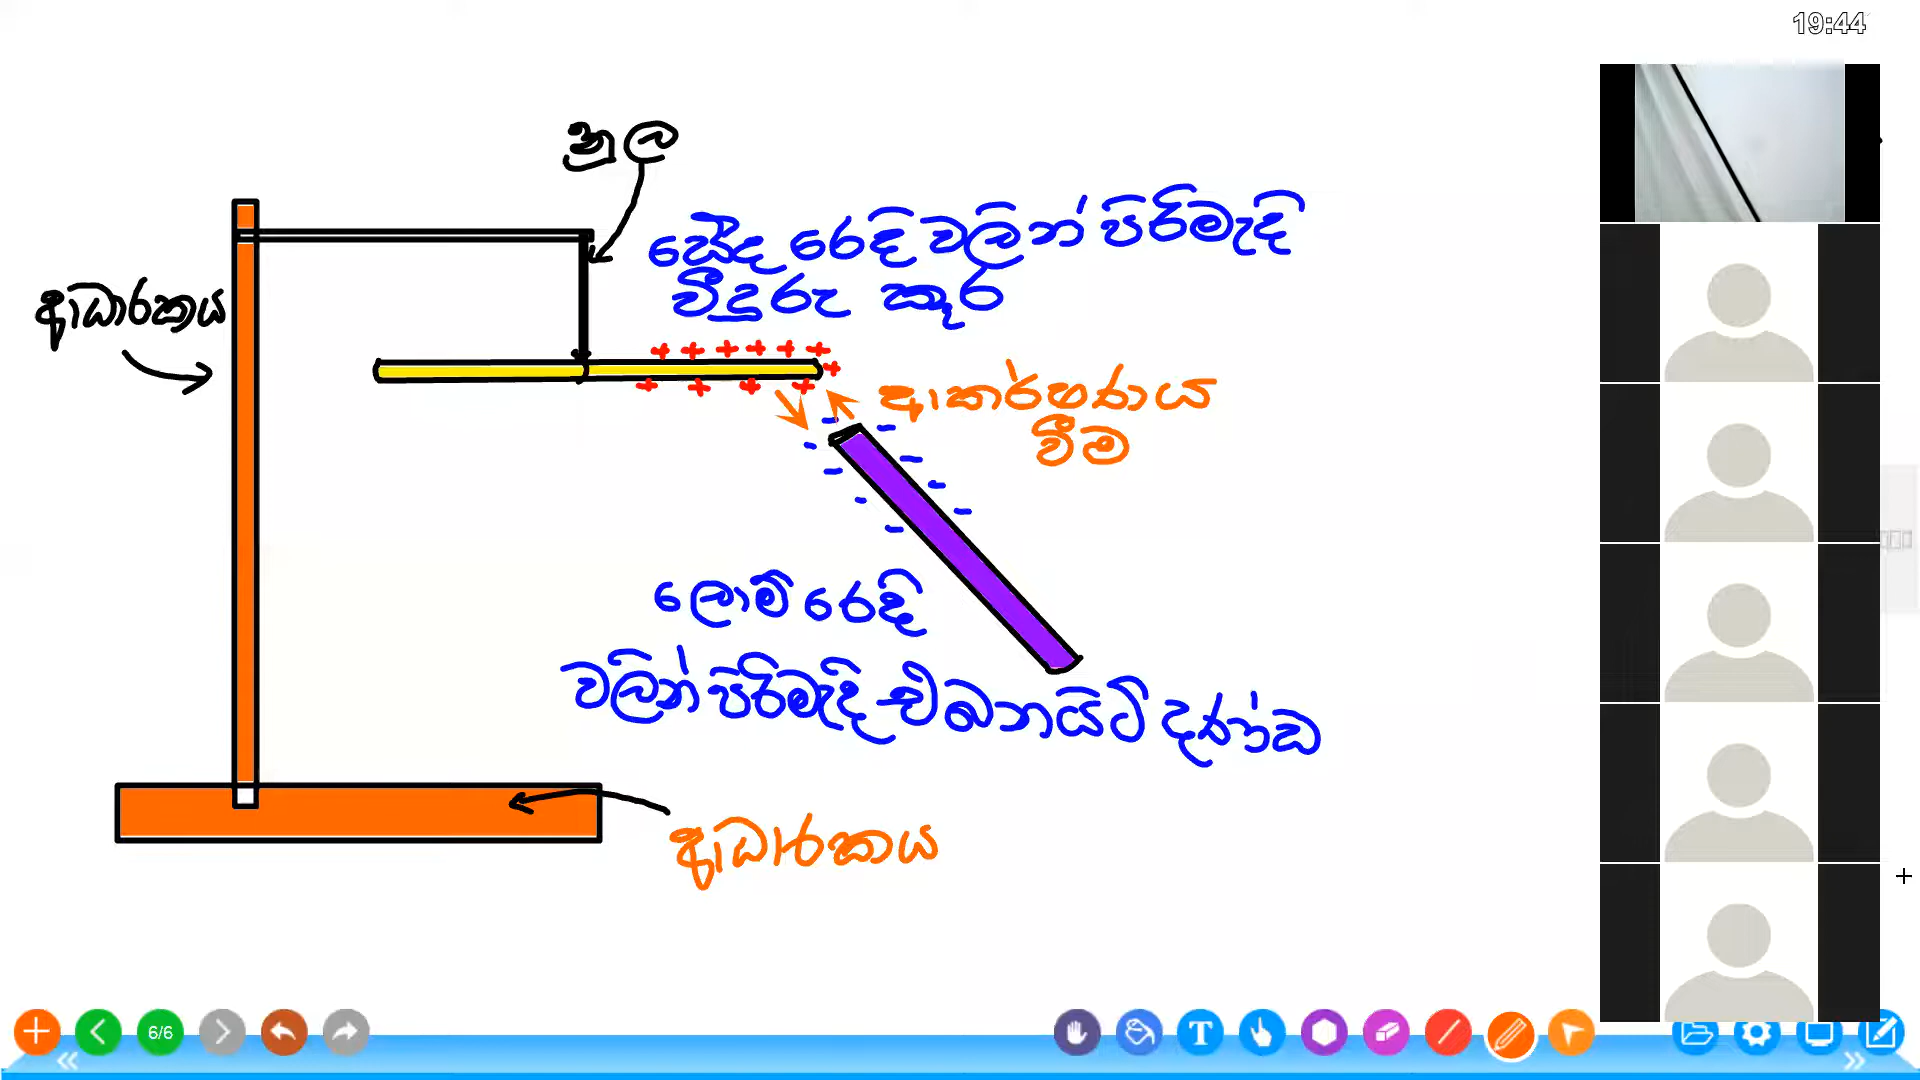 19:44
නූල
සේද රෙදි වලින් පිරිමැදි
වීදුරු කූර
ආධාරකය
ආකර්ෂණය
වීම
ලොම් රෙදි
වලින් පිරිමැදි එබනයිට් දණ්ඩ
ආධාරකය
6/6